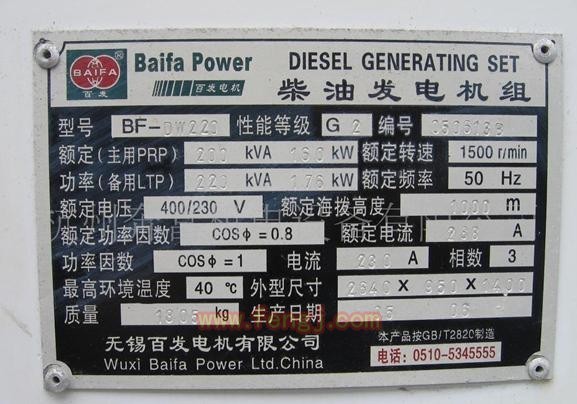 BAIFA
百发
®
Baifa Power
百发电机
DIESEL GENERATING SET
柴油发电机组
型号 BF-DW220 性能等级 G 2 编号
额定(主用PRP) 200 kVA 160 kW 额定转速 1500 r/min
功率(备用LTP) 220 kVA 176 kW 额定频率 50 Hz
额定电压 400/230 V 额定海拨高度 1000 m
额定功率因数 COSΦ=0.8 额定电流 A
功率因数 COSΦ=1 电流 230 A 相数 3
最高环境温度 40 ℃ 外型尺寸 2640 X 950 X 1400
质量 kg 生产日期
无锡百发电机有限公司
Wuxi Baifa Power Ltd.China
本产品按GB/T2820制造
电话: 0510-5345555